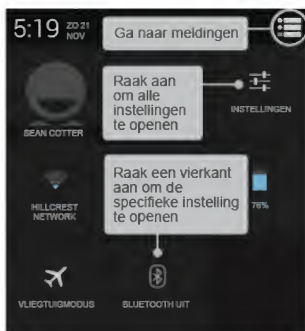 5:19 ZO 21 NOV
Ga naar meldingen
Raak aan
om alle
instellingen
te openen
SEAN COTTER
INSTELLINGEN
Raak een vierkant
aan om de
specifieke instelling
te openen
HILLCREST
NETWORK
76%
VLIEGTUIGMODUS
BLUETOOTH UIT